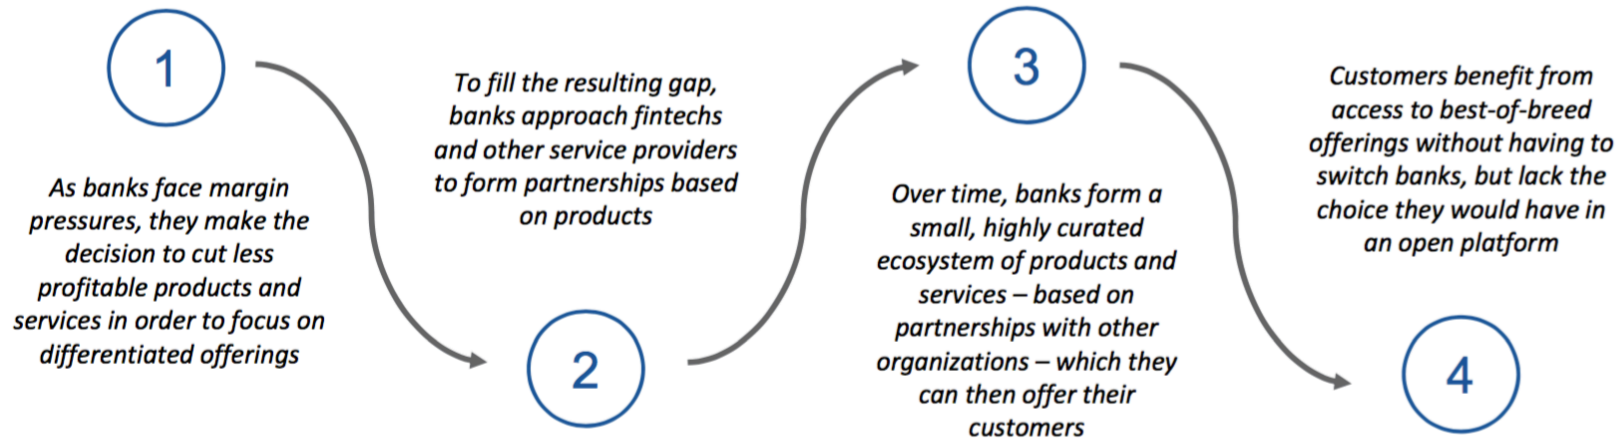 1
As banks face margin
pressures, they make the
decision to cut less
profitable products and
services in order to focus on
differentiated offerings
To fill the resulting gap,
banks approach fintechs
and other service providers
to form partnerships based
on products
2
3
Over time, banks form a
small, highly curated
ecosystem of products and
services – based on
partnerships with other
organizations – which they
can then offer their
customers
Customers benefit from
access to best-of-breed
offerings without having to
switch banks, but lack the
choice they would have in
an open platform
4